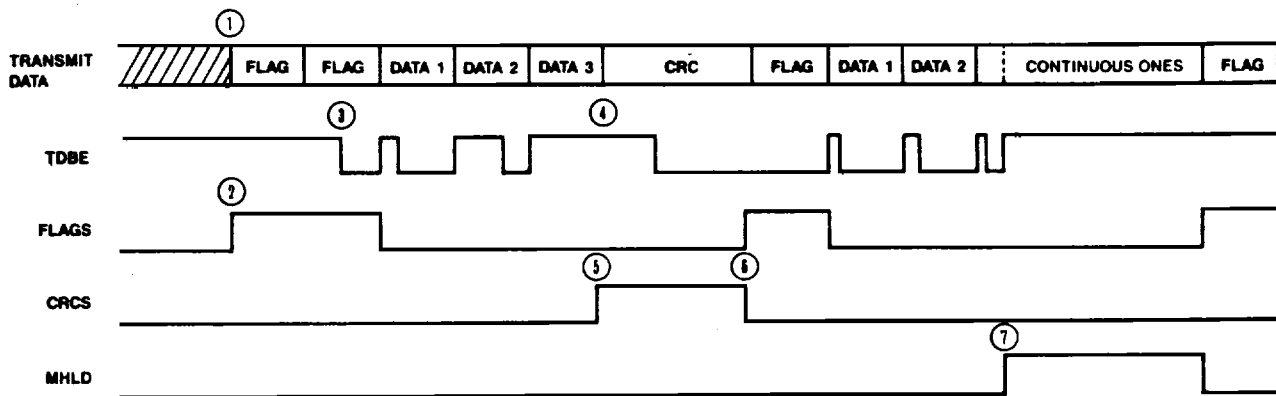 ①
TRANSMIT DATA
FLAG FLAG DATA 1 DATA 2 DATA 3 CRC FLAG DATA 1 DATA 2 CONTINUOUS ONES FLAG
③ ④
TDBE
②
FLAGS
⑤ ⑥
CRCS
⑦
MHLD